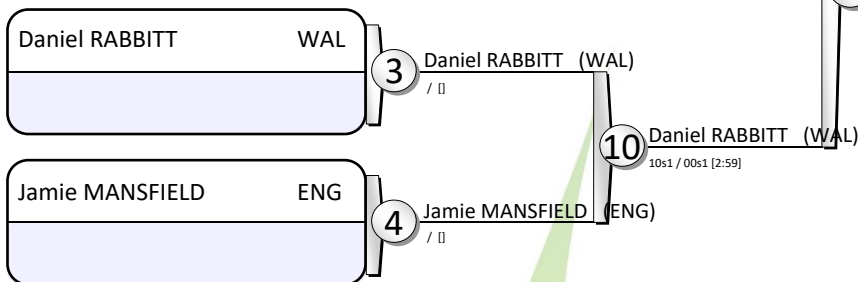 Daniel RABBITT WAL
3
Daniel RABBITT (WAL)
/ []
10
Daniel RABBITT (WAL)
10s1 / 00s1 [2:59]
Jamie MANSFIELD ENG
4
Jamie MANSFIELD (ENG)
/ []